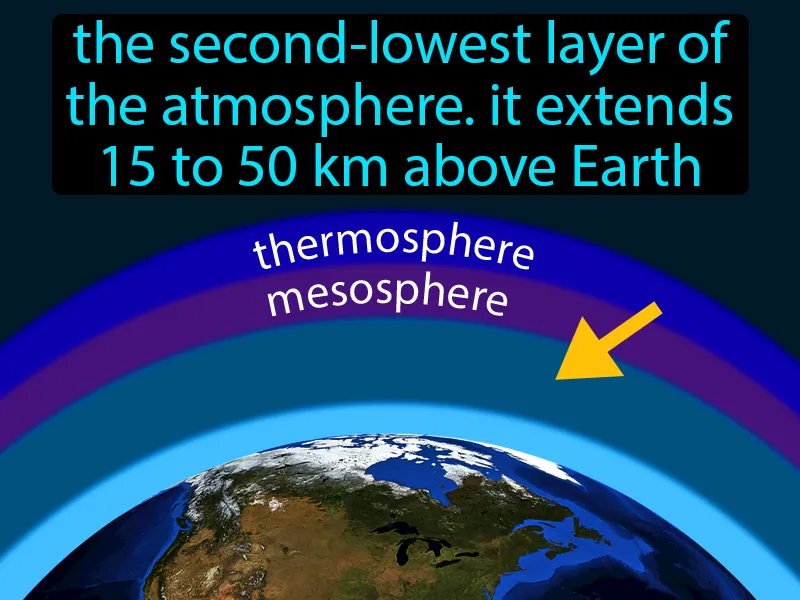 the second-lowest layer of
the atmosphere. it extends
15 to 50 km above Earth
thermosphere
mesosphere